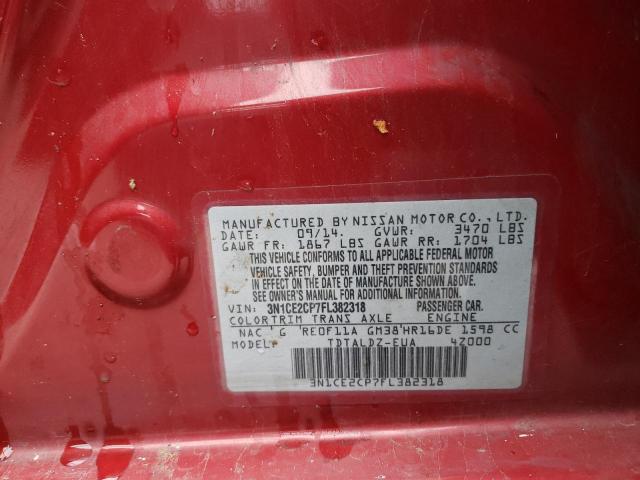 MANUFACTURED BY NISSAN MOTOR CO., LTD.
DATE: 09/14. GVWR: 3470 LBS
GAWR FR: 1867 LBS GAWR RR: 1704 LBS
THIS VEHICLE CONFORMS TO ALL APPLICABLE FEDERAL MOTOR
VEHICLE SAFETY, BUMPER AND THEFT PREVENTION STANDARDS
IN EFFECT ON THE DATE OF MANUFACTURE SHOWN ABOVE.
SEE OWNER'S MANUAL FOR ADDITIONAL INFORMATION.
VIN: 3N1CE2CP7FL382318 PASSENGER CAR.
COLOR TRIM TRANS AXLE ENGINE
NAC ' G 'RE0F11A GM38'HR16DE 1598 CC
MODEL: TDTALDZ-EUA 4Z000
3N1CE2CP7FL382318